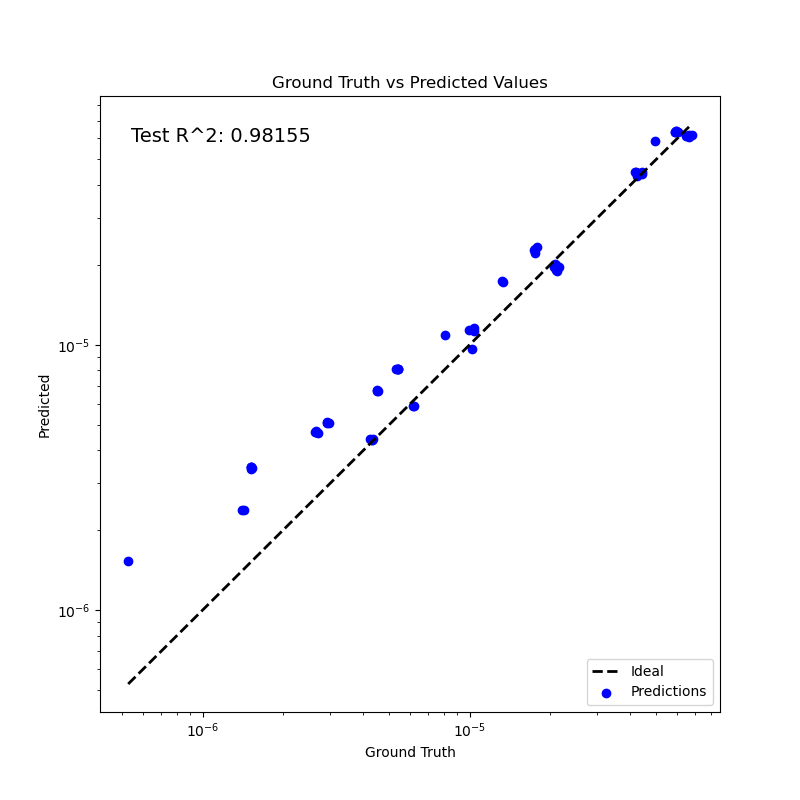 Ground Truth vs Predicted Values
Test R^2: 0.98155
10⁻⁵
10⁻⁶
Predicted
10⁻⁶
10⁻⁵
Ground Truth
Ideal
Predictions